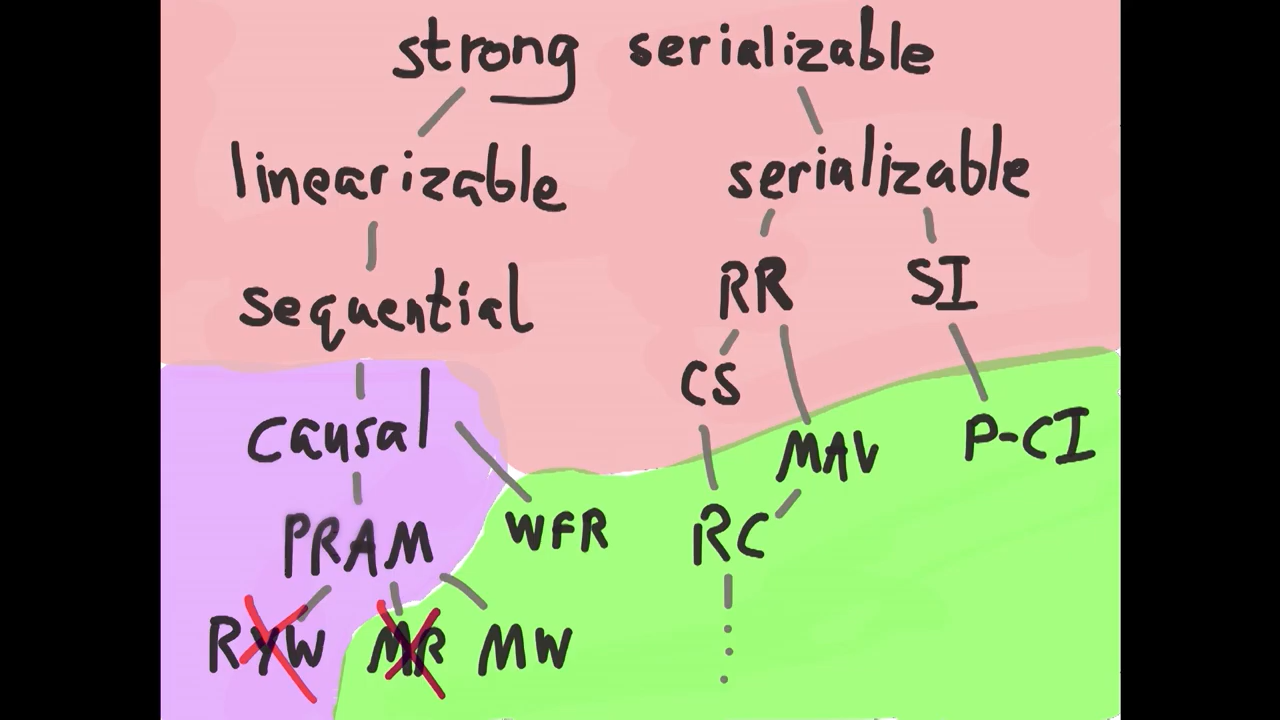 strong serializable
linearizable
serializable
RR
SI
sequential
CS
causal
MAV
P-CI
PRAM
WFR
RC
RYW
MR
MW